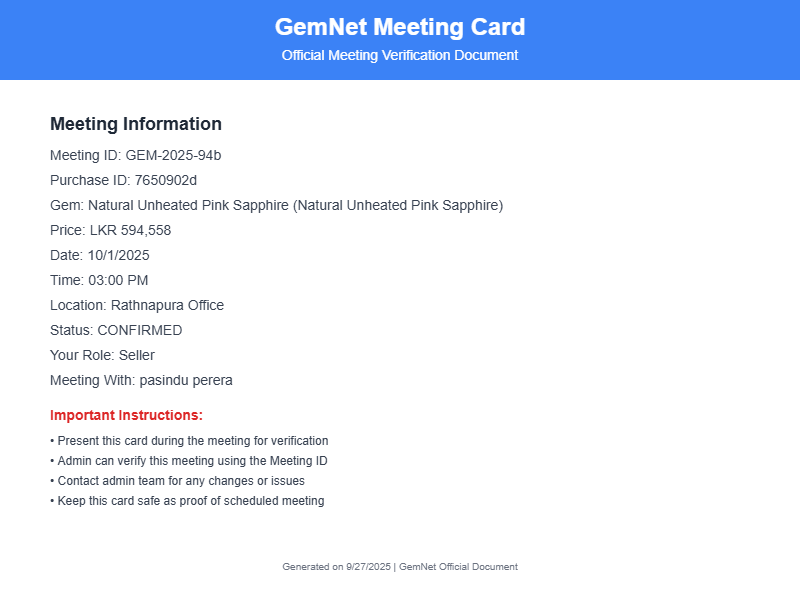 GemNet Meeting Card
Official Meeting Verification Document
Meeting Information
Meeting ID: GEM-2025-94b
Purchase ID: 7650902d
Gem: Natural Unheated Pink Sapphire (Natural Unheated Pink Sapphire)
Price: LKR 594,558
Date: 10/1/2025
Time: 03:00 PM
Location: Rathnapura Office
Status: CONFIRMED
Your Role: Seller
Meeting With: pasindu perera
Important Instructions:
• Present this card during the meeting for verification
• Admin can verify this meeting using the Meeting ID
• Contact admin team for any changes or issues
• Keep this card safe as proof of scheduled meeting
Generated on 9/27/2025 | GemNet Official Document